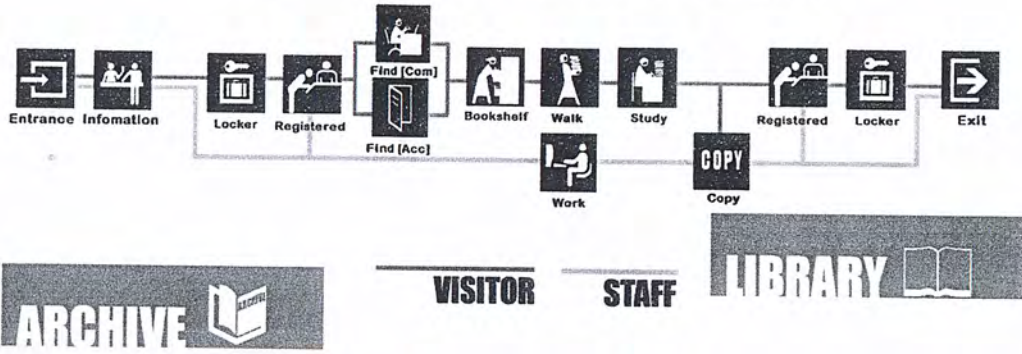 Find [Com]
Entrance Infomation Locker Registered Bookshelf Walk Study Registered Locker Exit
Find [Acc]
COPY
Work Copy
ARCHIVE
VISITOR
STAFF
LIBRARY